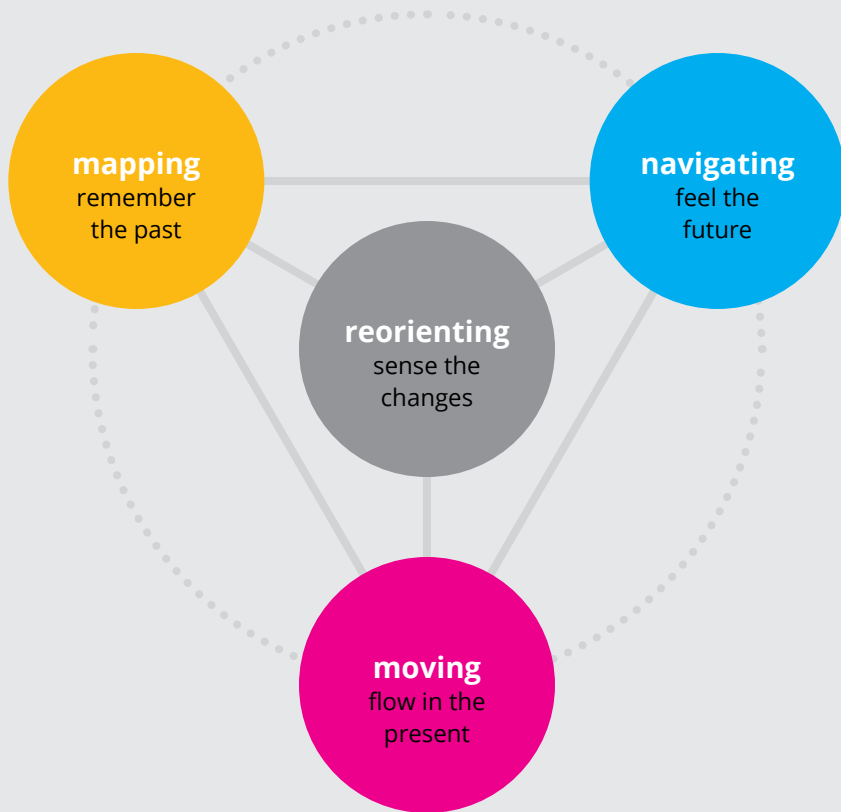 mapping
remember
the past
navigating
feel the
future
reorienting
sense the
changes
moving
flow in the
present